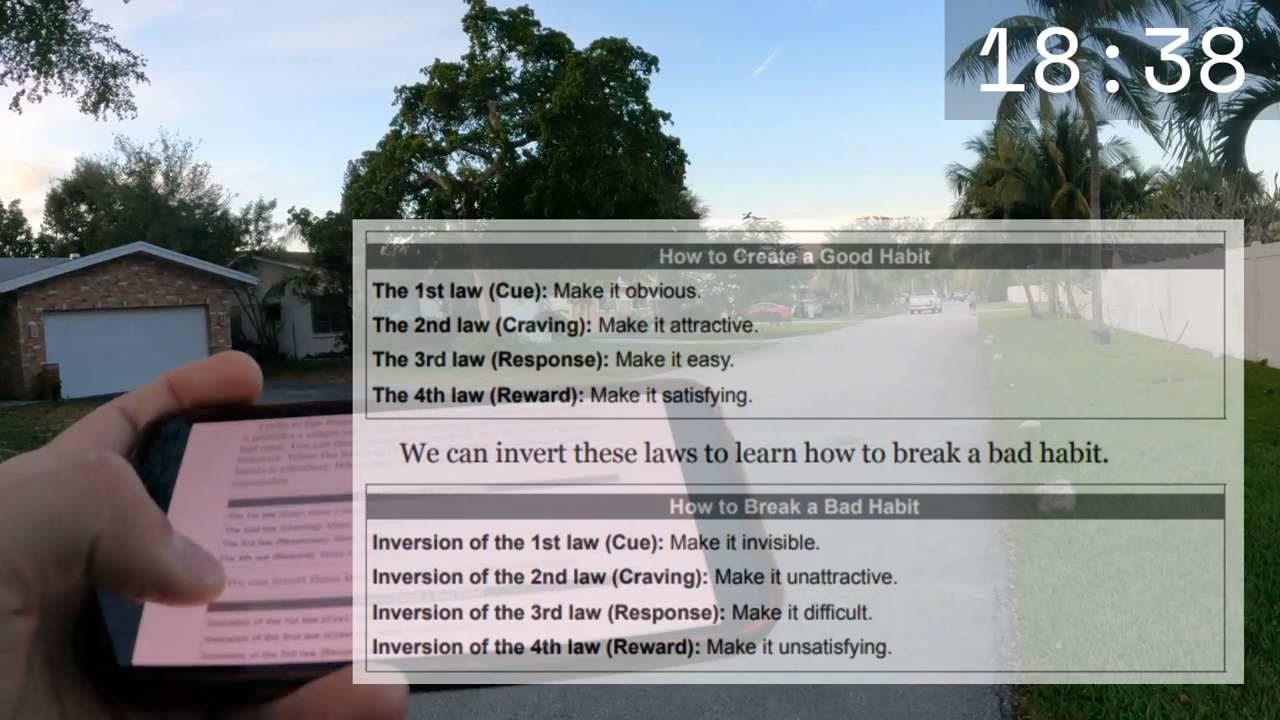 18:38
How to Create a Good Habit
The 1st law (Cue): Make it obvious.
The 2nd law (Craving): Make it attractive.
The 3rd law (Response): Make it easy.
The 4th law (Reward): Make it satisfying.
We can invert these laws to learn how to break a bad habit.
How to Break a Bad Habit
Inversion of the 1st law (Cue): Make it invisible.
Inversion of the 2nd law (Craving): Make it unattractive.
Inversion of the 3rd law (Response): Make it difficult.
Inversion of the 4th law (Reward): Make it unsatisfying.